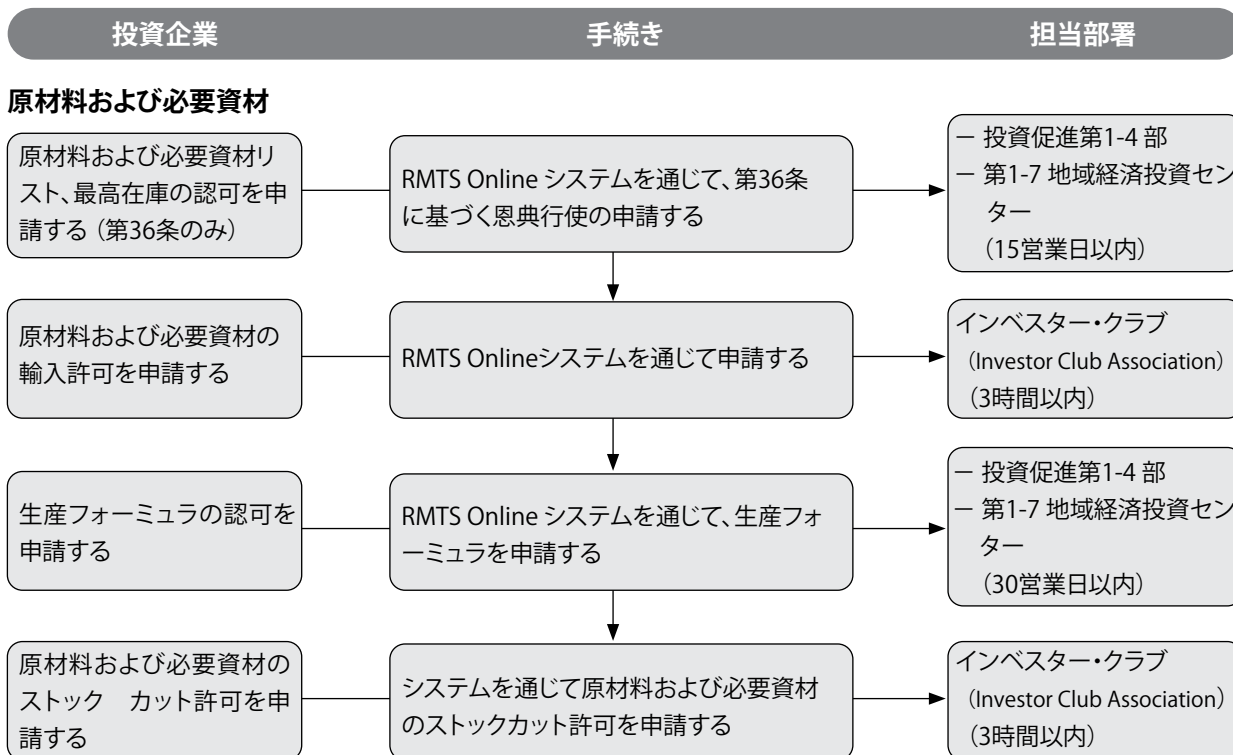 投資企業
手続き
担当部署
原材料および必要資材
原材料および必要資材リ
スト、最高在庫の認可を申
請する（第36条のみ）
RMTS Online システムを通じて、第36条
に基づく恩典行使の申請する
－ 投資促進第1-4 部
－ 第1-7 地域経済投資セン
ター
（15営業日以内）
原材料および必要資材の
輸入許可を申請する
RMTS Onlineシステムを通じて申請する
インベスター・クラブ
（Investor Club Association）
（3時間以内）
生産フォーミュラの認可を
申請する
RMTS Online システムを通じて、生産フォ
ーミュラを申請する
－ 投資促進第1-4 部
－ 第1-7 地域経済投資セン
ター
（30営業日以内）
原材料および必要資材の
ストック　カット許可を申
請する
システムを通じて原材料および必要資材
のストックカット許可を申請する
インベスター・クラブ
（Investor Club Association）
（3時間以内）